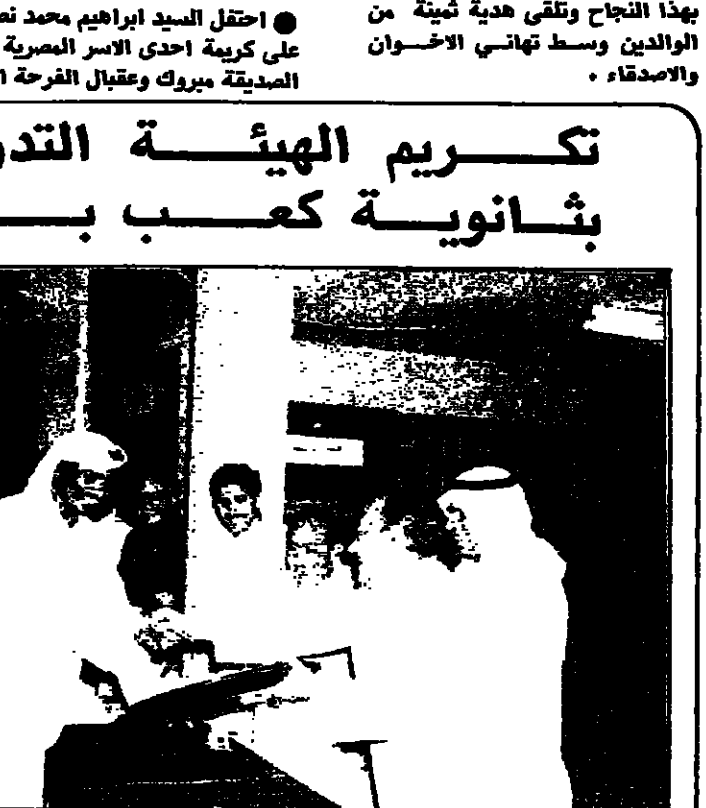 بهذا النجاح وتلقى هدية ثمينة من
الوالدين وسط تهاني الاخوان
والاصدقاء .
● احتفل السيد ابراهيم محمد
على كريمة احدى الاسر المصرية
الصديقة مبروك وعقبال الفرحة
تكريم الهيئة
بثانوية كعب